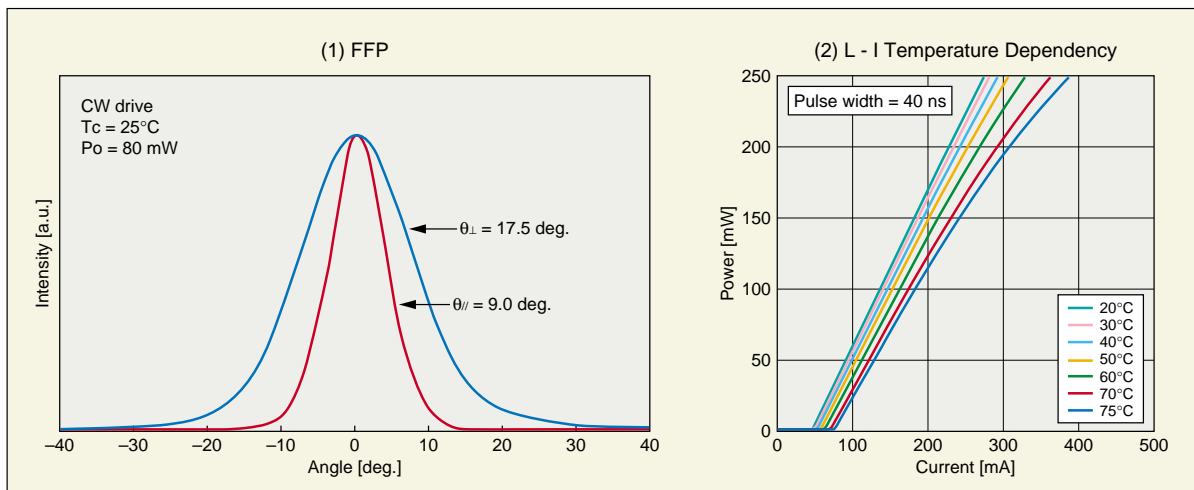 (1) FFP
CW drive
Tc = 25°C
Po = 80 mW
θ⊥ = 17.5 deg.
θ// = 9.0 deg.
Intensity [a.u.]
–40 –30 –20 –10 0 10 20 30 40
Angle [deg.]
(2) L - I Temperature Dependency
Pulse width = 40 ns
250
200
150
100
50
0
Power [mW]
20°C
30°C
40°C
50°C
60°C
70°C
75°C
0 100 200 300 400 500
Current [mA]